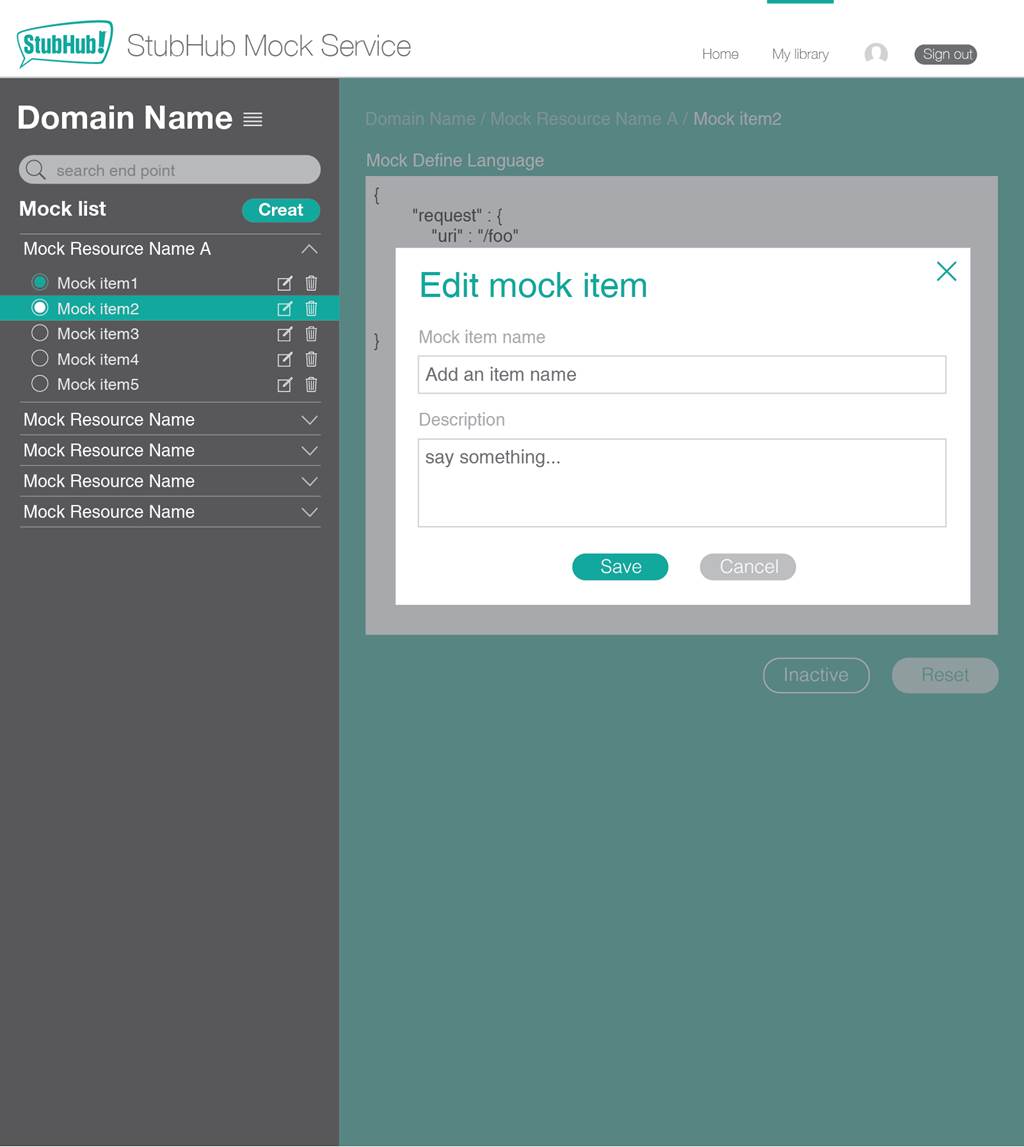 StubHub! StubHub Mock Service
Home My library Sign out
Domain Name
search end point
Mock list Creat
Mock Resource Name A
Mock item1
Mock item2
Mock item3
Mock item4
Mock item5
Mock Resource Name
Mock Resource Name
Mock Resource Name
Mock Resource Name
Domain Name / Mock Resource Name A / Mock item2
Mock Define Language
{
"request" : {
"uri" : "/foo"
}
Edit mock item
Mock item name
Add an item name
Description
say something...
Save Cancel
Inactive Reset